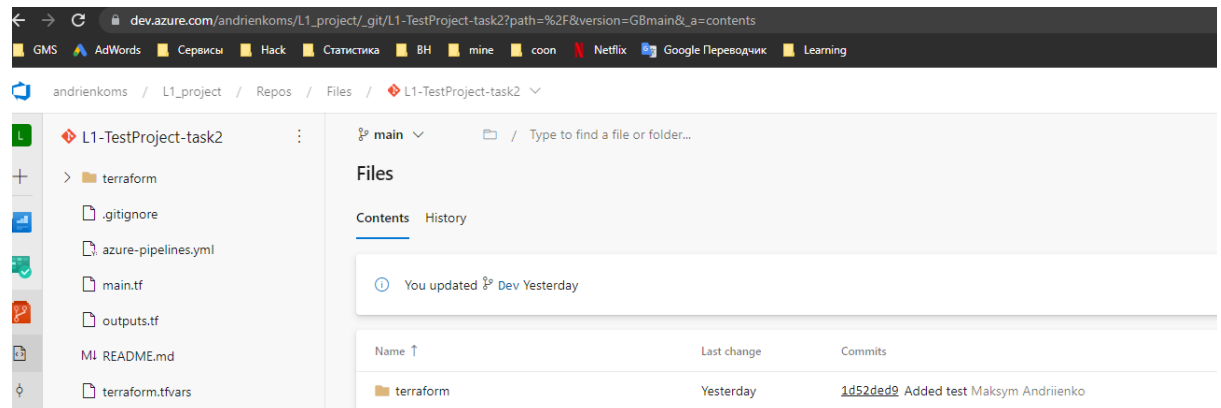 dev.azure.com/andrienkoms/L1_project/_git/L1-TestProject-task2?path=%2F&version=GBmain&_a=contents
GMS AdWords Сервисы Hack Статистика BH mine coon Netflix Google Переводчик Learning
andrienkoms / L1_project / Repos / Files / L1-TestProject-task2
L
L1-TestProject-task2
main / Type to find a file or folder...
terraform
Files
.gitignore
Contents History
azure-pipelines.yml
main.tf
You updated Dev Yesterday
outputs.tf
M↓ README.md
Name ↑ Last change Commits
terraform.tfvars
terraform Yesterday 1d52ded9 Added test Maksym Andriienko